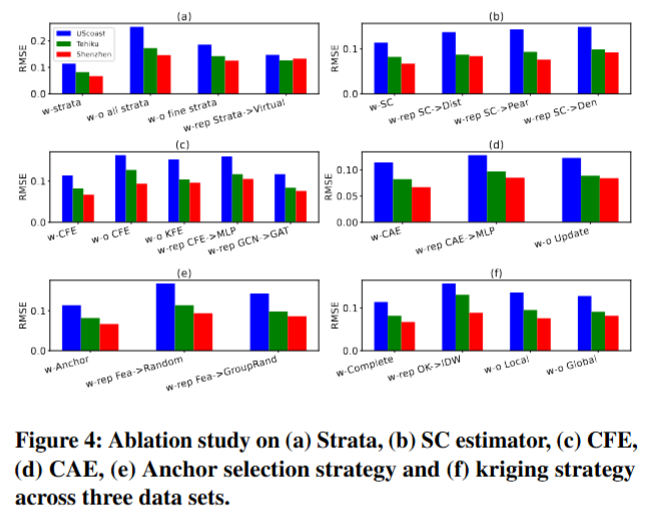 (a)
(b)
RMSE
0.2
0.1
0.0
UScoast
Tehiku
Shenzhen
w-strata
w-o all strata
w-o fine strata
w-rep Strata->Virtual
RMSE
0.1
0.0
w-SC
w-rep SC->Dist
w-rep SC->Pear
w-rep SC->Den
(c)
(d)
RMSE
0.1
0.0
w-CFE
w-o CFE
w-o KFE
w-rep CFE->MLP
w-rep GCN->GAT
RMSE
0.10
0.05
0.00
w-CAE
w-rep CAE->MLP
w-o Update
(e)
(f)
RMSE
0.1
0.0
w-Anchor
w-rep Fea->Random
w-rep Fea->GroupRand
RMSE
0.1
0.0
w-Complete
w-rep OK->IDW
w-o Local
w-o Global
Figure 4: Ablation study on (a) Strata, (b) SC estimator, (c) CFE,
(d) CAE, (e) Anchor selection strategy and (f) kriging strategy
across three data sets.